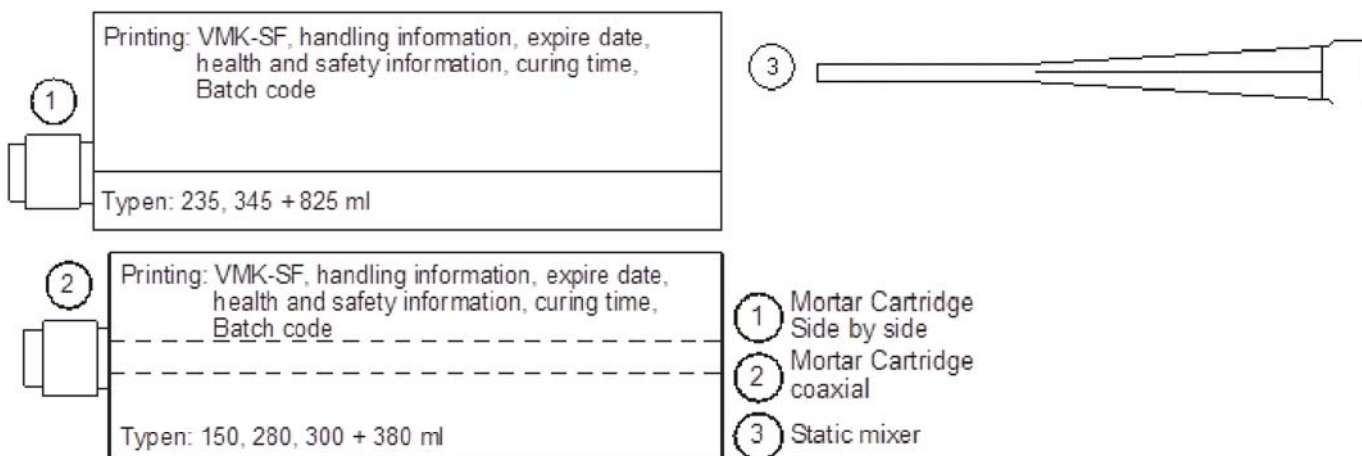 Printing: VMK-SF, handling information, expire date,
health and safety information, curing time,
Batch code
1
Typen: 235, 345 + 825 ml
3
Printing: VMK-SF, handling information, expire date,
health and safety information, curing time,
Batch code
2
Typen: 150, 280, 300 + 380 ml
1 Mortar Cartridge
Side by side
2 Mortar Cartridge
coaxial
3 Static mixer